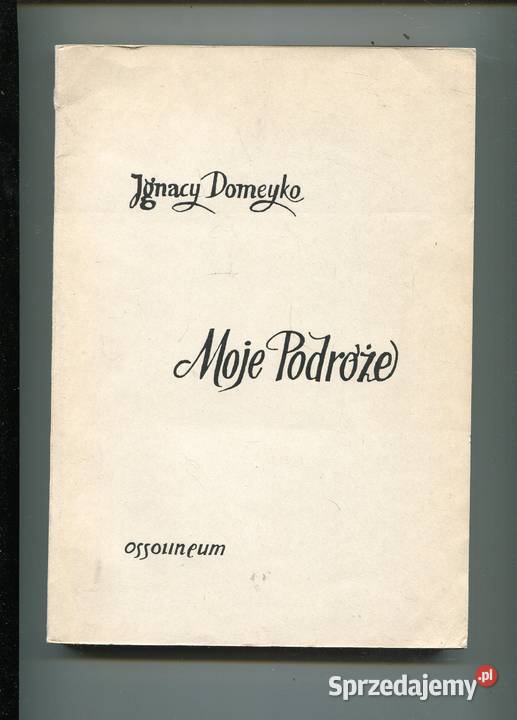 Ignacy Domeyko
Moje Podróże
ossolineum
Sprzedajemy.pl